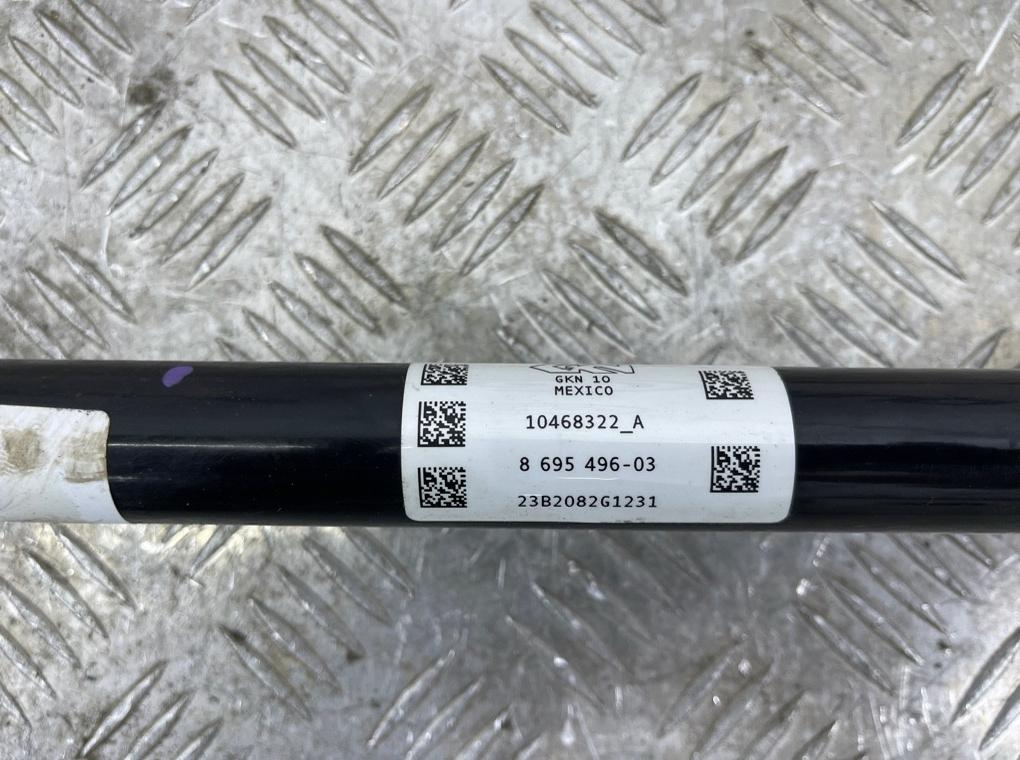 GKN 10
MEXICO
10468322_A
8 695 496-03
23B2082G1231